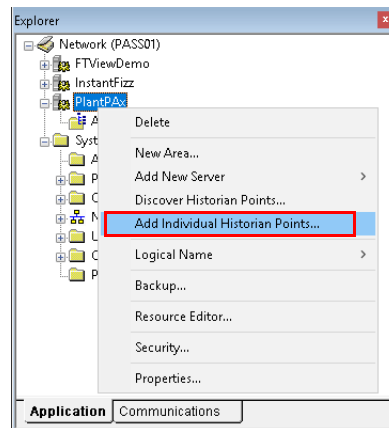 Explorer
Network (PASS01)
FTViewDemo
InstantFizz
PlantPAx
A
Syst
A
P
C
N
U
C
P
Delete
New Area...
Add New Server
Discover Historian Points...
Add Individual Historian Points...
Logical Name
Backup...
Resource Editor...
Security...
Properties...
Application
Communications